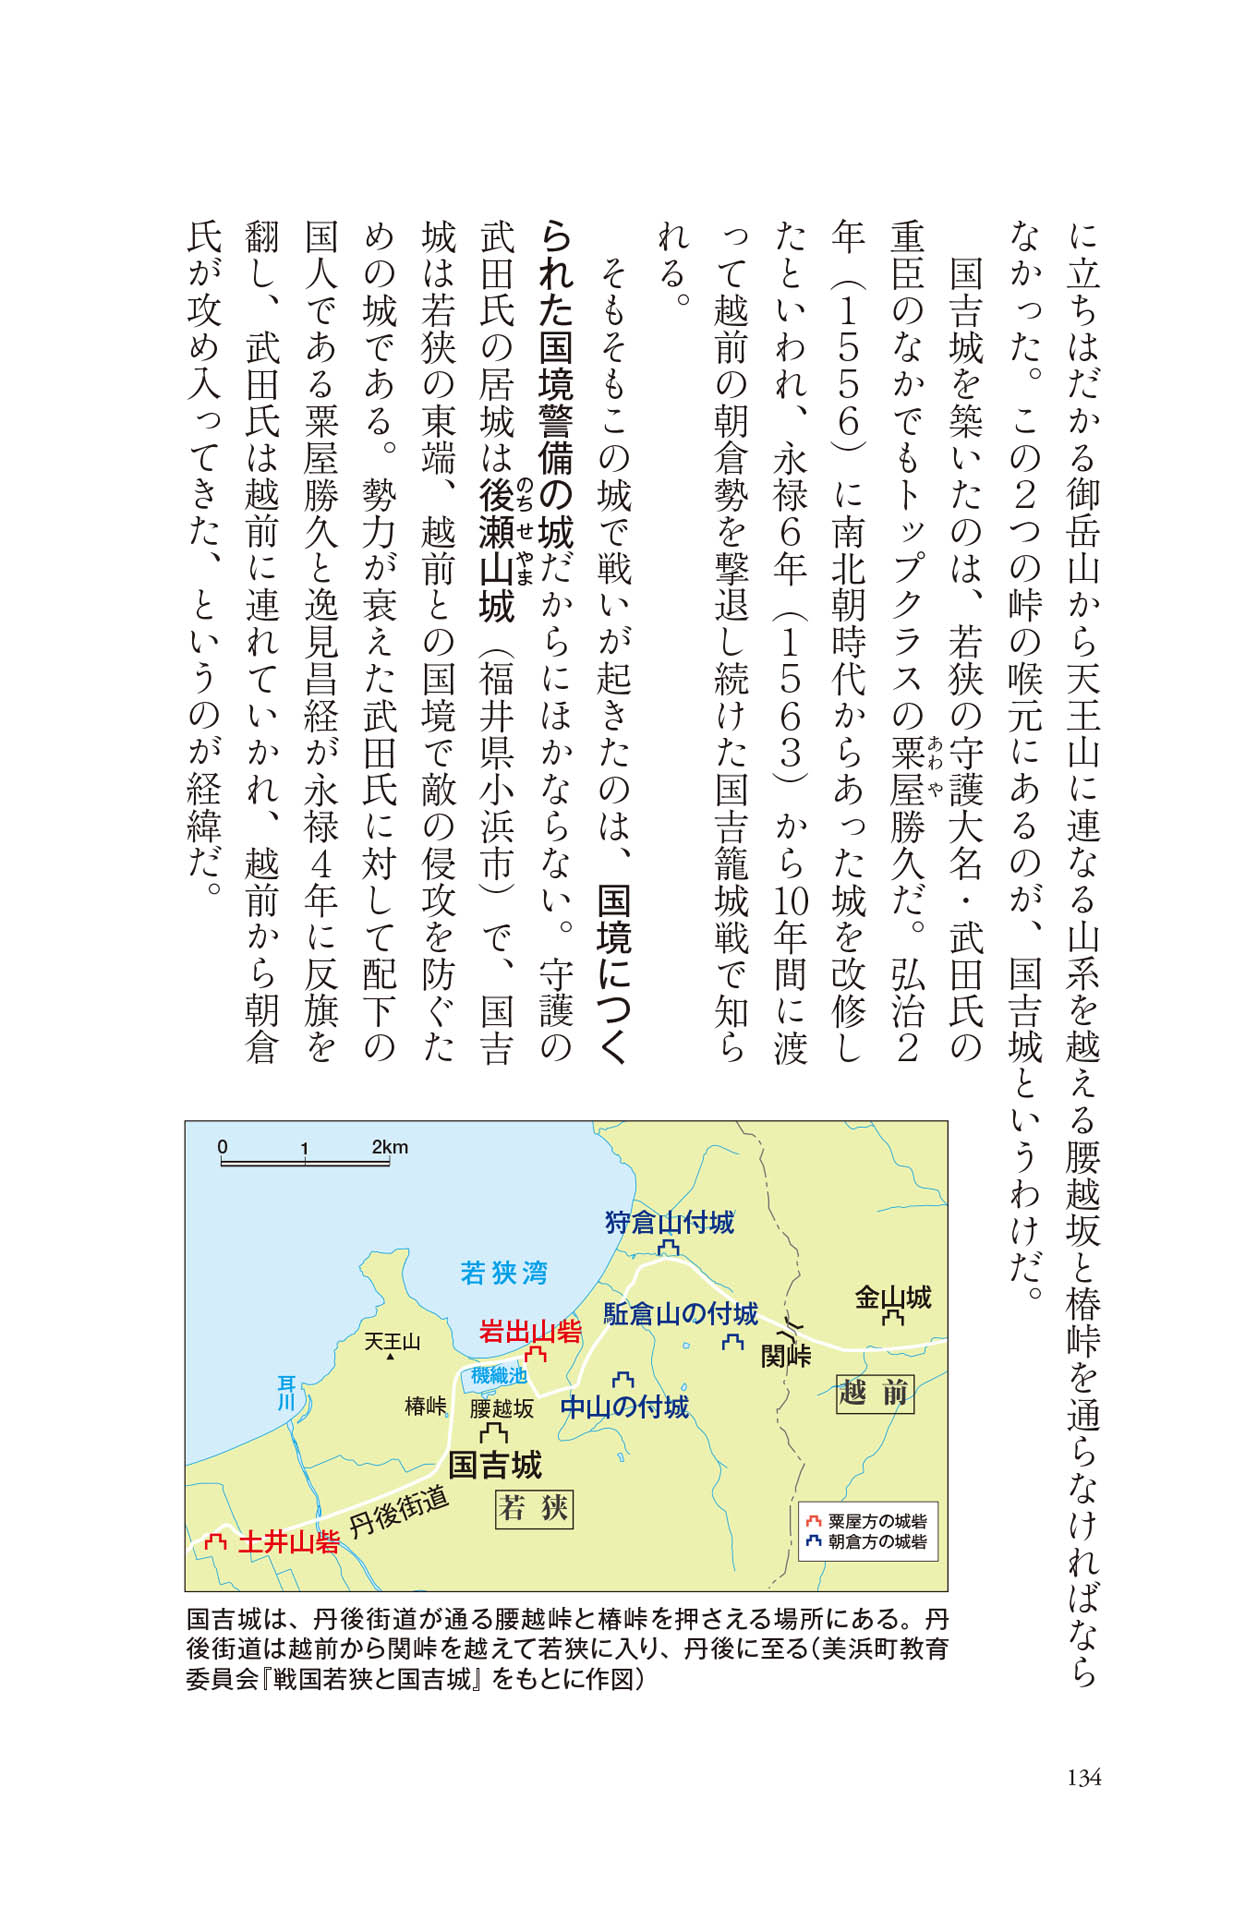 に立ちはだかる御岳山から天王山に連なる山系を越える腰越坂と椿峠を通らなければなら
なかった。この２つの峠の喉元にあるのが、国吉城というわけだ。
国吉城を築いたのは、若狭の守護大名・武田氏の
重臣のなかでもトップクラスの粟屋勝久だ。弘治２
あわや
年（１５５６）に南北朝時代からあった城を改修し
たといわれ、永禄６年（１５６３）から10年間に渡
って越前の朝倉勢を撃退し続けた国吉籠城戦で知ら
れる。
そもそもこの城で戦いが起きたのは、国境につく
られた国境警備の城だからにほかならない。守護の
武田氏の居城は後瀬山城（福井県小浜市）で、国吉
のちせやま
城は若狭の東端、越前との国境で敵の侵攻を防ぐた
めの城である。勢力が衰えた武田氏に対して配下の
国人である粟屋勝久と逸見昌経が永禄４年に反旗を
翻し、武田氏は越前に連れていかれ、越前から朝倉
氏が攻め入ってきた、というのが経緯だ。
0 1 2km
狩倉山付城
若狭湾
金山城
駈倉山の付城
岩出山砦
天王山
関峠
機織池
耳川
越前
椿峠
腰越坂
中山の付城
国吉城
若狭
丹後街道
土井山砦
粟屋方の城砦
朝倉方の城砦
国吉城は、丹後街道が通る腰越峠と椿峠を押さえる場所にある。丹
後街道は越前から関峠を越えて若狭に入り、丹後に至る（美浜町教育
委員会『戦国若狭と国吉城』をもとに作図）
134